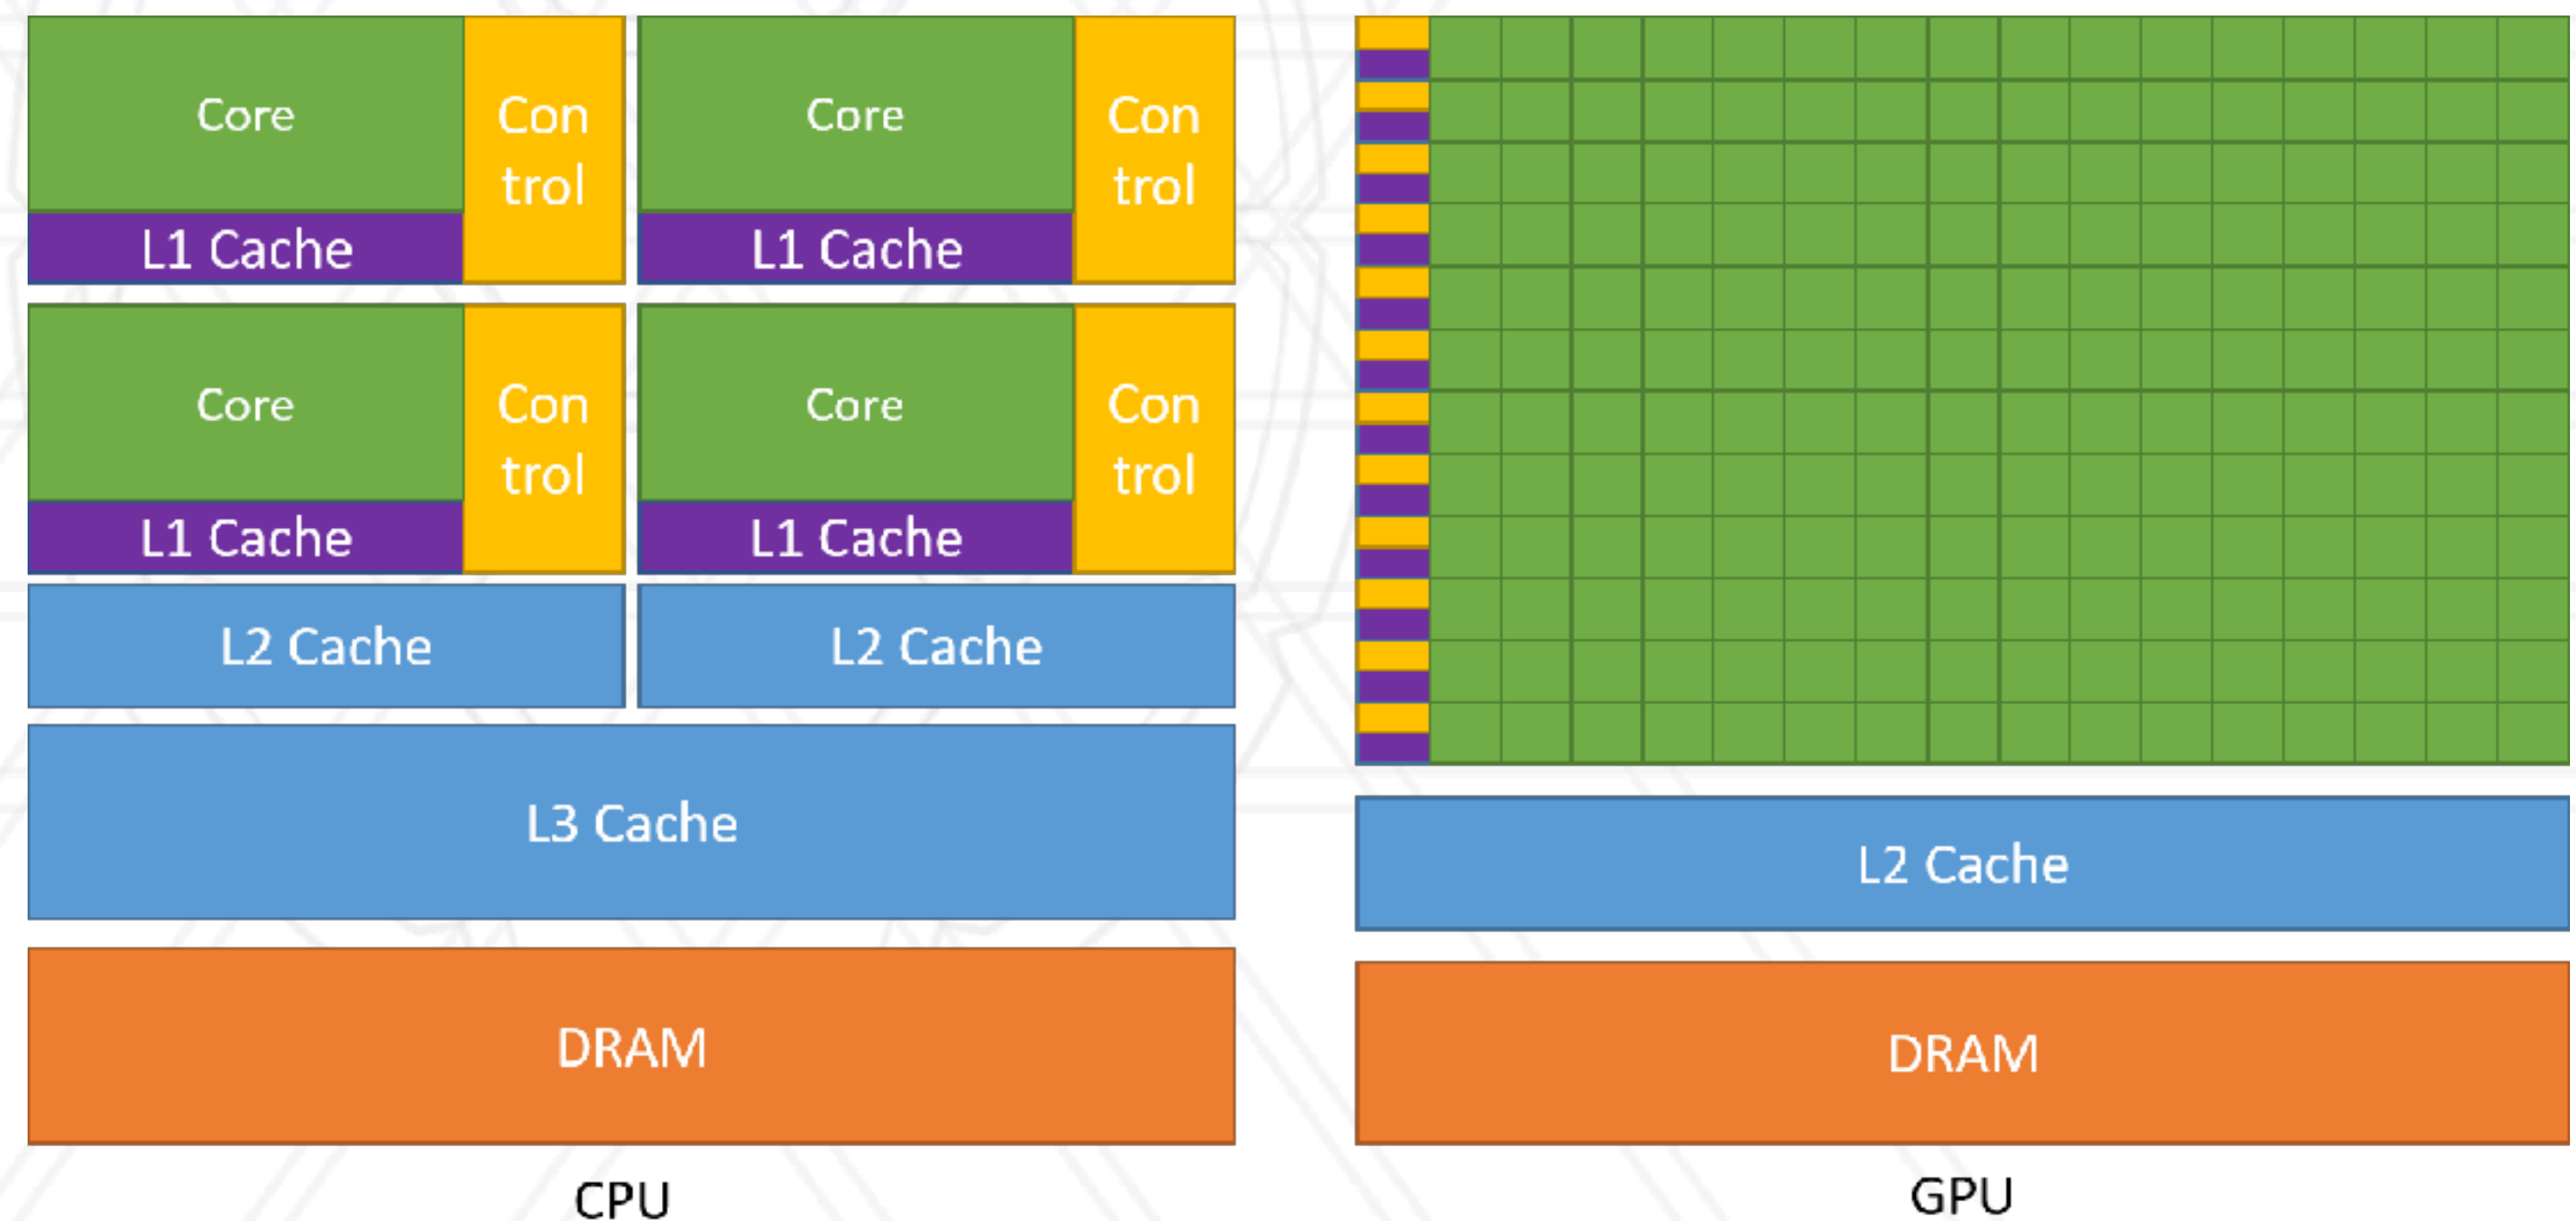 Core
Con
trol
L1 Cache
Core
Con
trol
L1 Cache
Core
Con
trol
L1 Cache
Core
Con
trol
L1 Cache
L2 Cache
L2 Cache
L3 Cache
DRAM
CPU
L2 Cache
DRAM
GPU